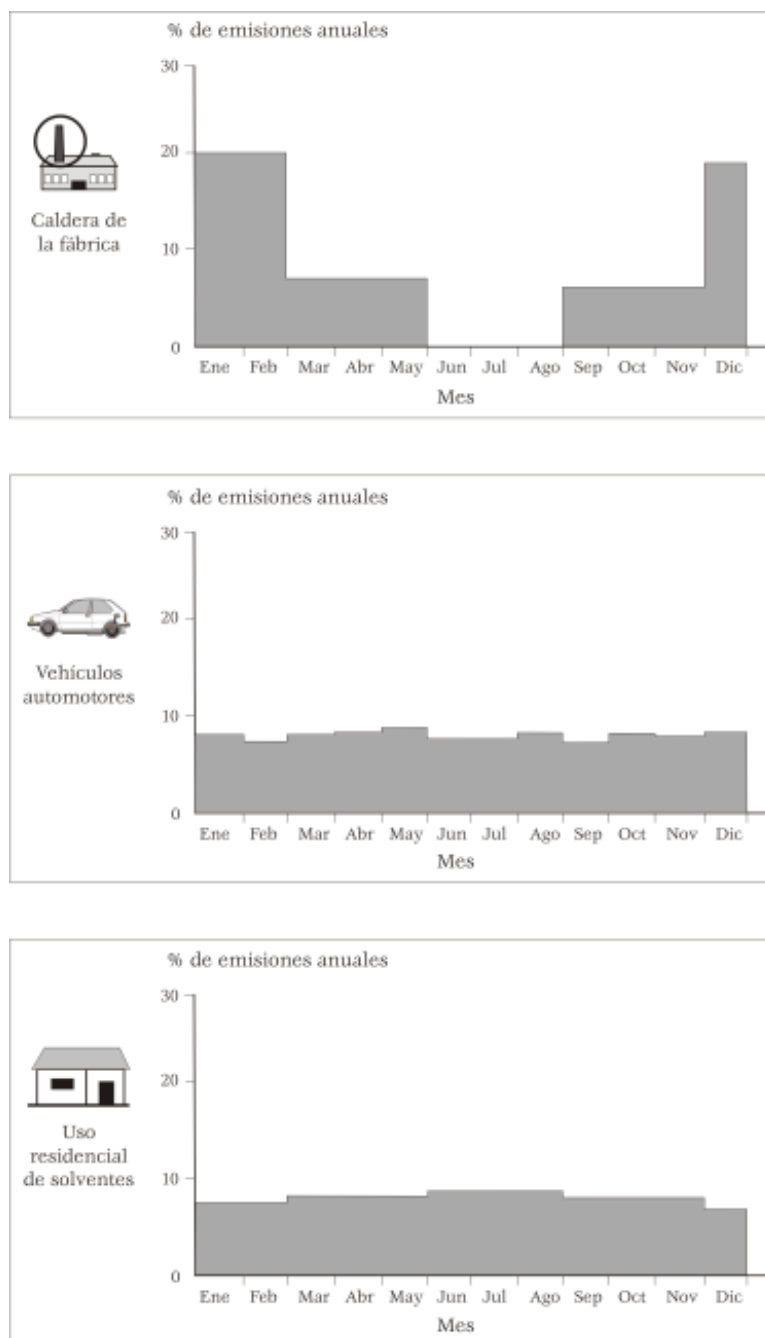 % de emisiones anuales
30
20
10
0
Caldera de
la fábrica
Ene Feb Mar Abr May Jun Jul Ago Sep Oct Nov Dic
Mes
% de emisiones anuales
30
20
10
0
Vehículos
automotores
Ene Feb Mar Abr May Jun Jul Ago Sep Oct Nov Dic
Mes
% de emisiones anuales
30
20
10
0
Uso
residencial
de solventes
Ene Feb Mar Abr May Jun Jul Ago Sep Oct Nov Dic
Mes